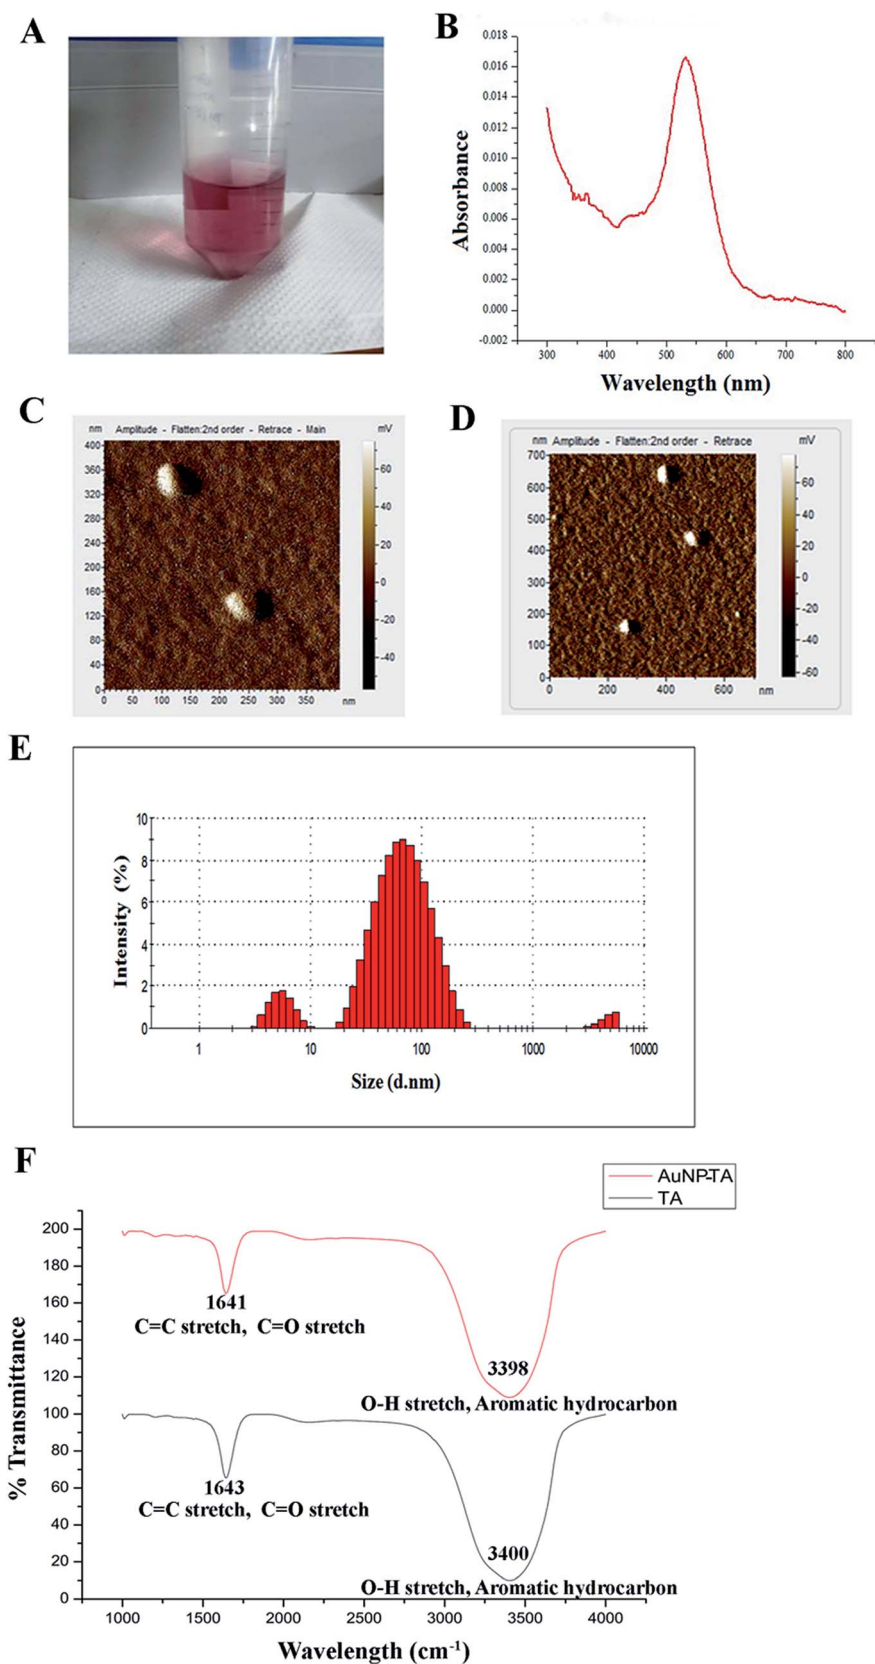 A
B
0.018
0.016
0.014
0.012
0.010
0.008
0.006
0.004
0.002
0.000
-0.002
Absorbance
300 400 500 600 700 800
Wavelength (nm)
C
nm Amplitude - Flatten:2nd order - Retrace - Main mV
400
360
320
280
240
200
160
120
80
40
0
60
40
20
0
-20
-40
0 50 100 150 200 250 300 350 nm
D
nm Amplitude - Flatten:2nd order - Retrace mV
700
600
500
400
300
200
100
0
60
40
20
0
-20
-40
-60
0 200 400 600
nm
E
10
8
6
4
2
0
Intensity (%)
1 10 100 1000 10000
Size (d.nm)
F
AuNP-TA
TA
200
180
160
140
120
100
80
60
40
20
0
% Transmittance
1641
C=C stretch, C=O stretch
3398
O-H stretch, Aromatic hydrocarbon
1643
C=C stretch, C=O stretch
3400
O-H stretch, Aromatic hydrocarbon
1000 1500 2000 2500 3000 3500 4000
Wavelength (cm⁻¹)